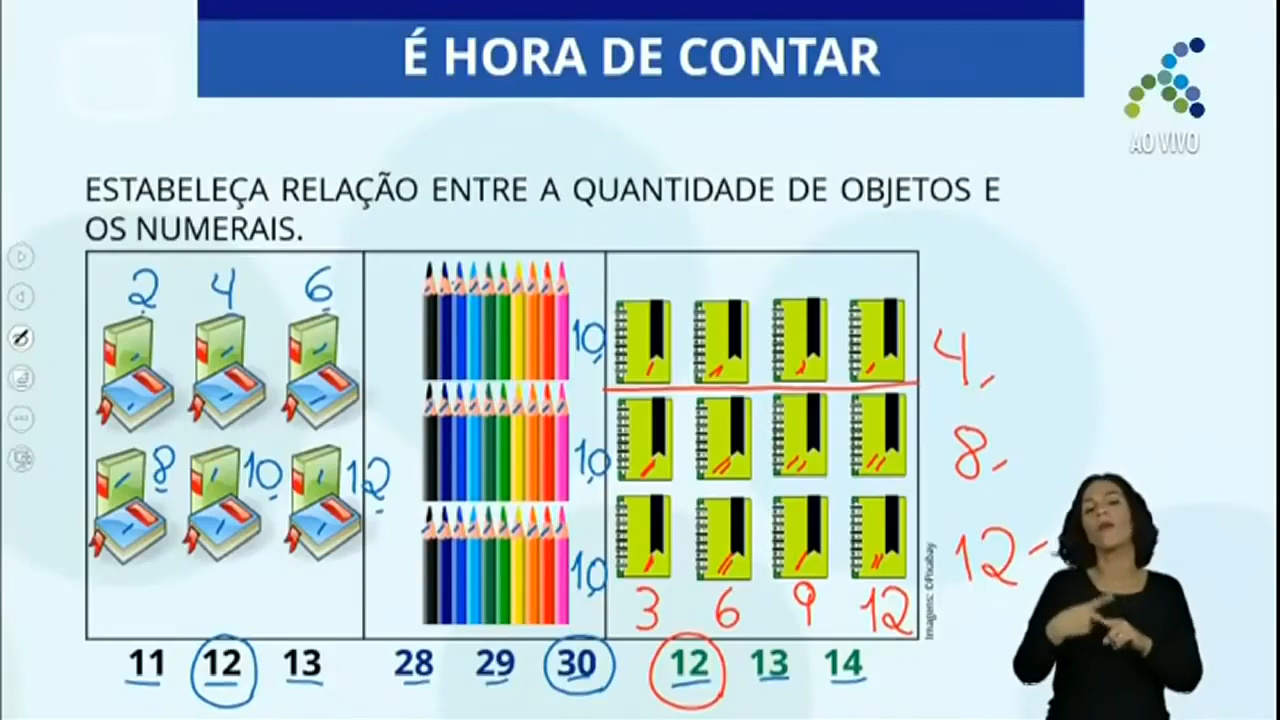 É HORA DE CONTAR
AO VIVO
ESTABELEÇA RELAÇÃO ENTRE A QUANTIDADE DE OBJETOS E
OS NUMERAIS.
2 4 6
8 10 12
10
10
10
4
8
12
3 6 9 12
Imagens: ©Pixabay
11 12 13 28 29 30 12 13 14